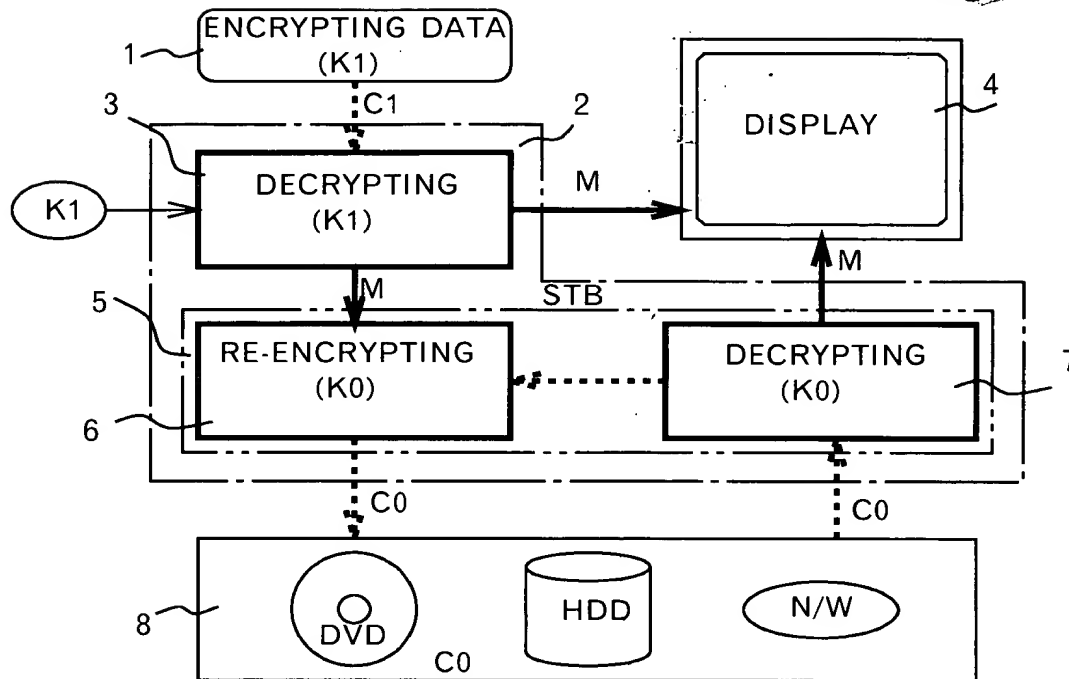 1
ENCRYPTING DATA
(K1)
C1
3
2
DECRYPTING
(K1)
K1
M
DISPLAY
4
M
M
STB
5
RE-ENCRYPTING
(K0)
6
DECRYPTING
(K0)
7
C0
C0
8
DVD
HDD
N/W
C0